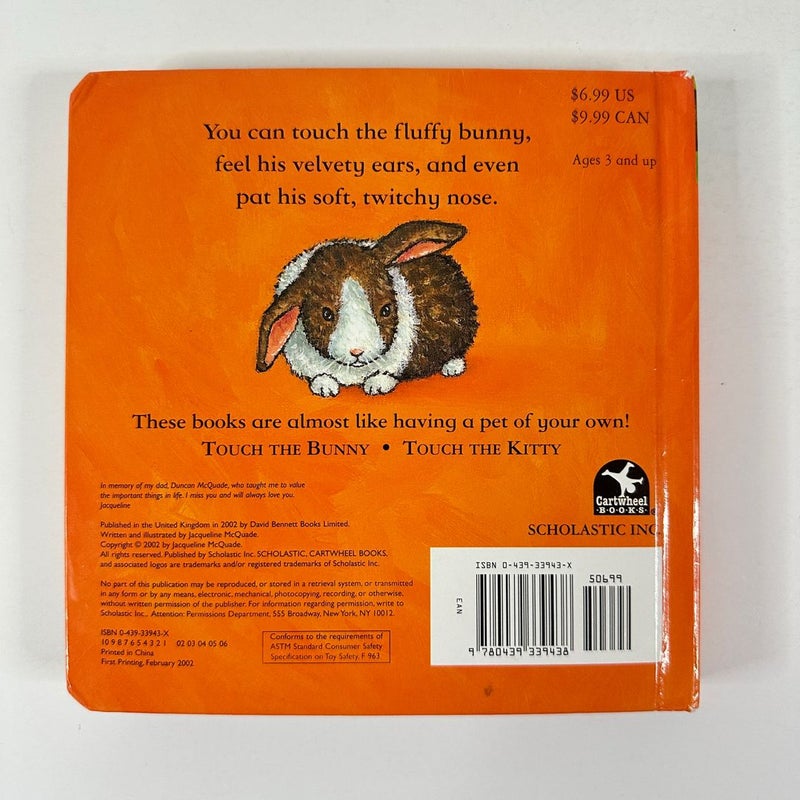 $6.99 US
$9.99 CAN
Ages 3 and up
You can touch the fluffy bunny,
feel his velvety ears, and even
pat his soft, twitchy nose.
These books are almost like having a pet of your own!
TOUCH THE BUNNY • TOUCH THE KITTY
In memory of my dad, Duncan McQuade, who taught me to value
the important things in life. I miss you and will always love you.
Jacqueline
Published in the United Kingdom in 2002 by David Bennett Books Limited.
Written and illustrated by Jacqueline McQuade.
Copyright © 2002 by Jacqueline McQuade.
All rights reserved. Published by Scholastic Inc. SCHOLASTIC, CARTWHEEL BOOKS,
and associated logos are trademarks and/or registered trademarks of Scholastic Inc.
No part of this publication may be reproduced, or stored in a retrieval system, or transmitted
in any form or by any means, electronic, mechanical, photocopying, recording, or otherwise,
without written permission of the publisher. For information regarding permission, write to
Scholastic Inc., Attention: Permissions Department, 555 Broadway, New York, NY 10012.
ISBN 0-439-33943-X
10 9 8 7 6 5 4 3 2 1 02 03 04 05 06
Printed in China
First Printing, February 2002
Conforms to the requirements of
ASTM Standard Consumer Safety
Specification on Toy Safety, F 963
Cartwheel
·BOOKS·
SCHOLASTIC INC.
ISBN 0-439-33943-X
50699
EAN
9 780439 339438